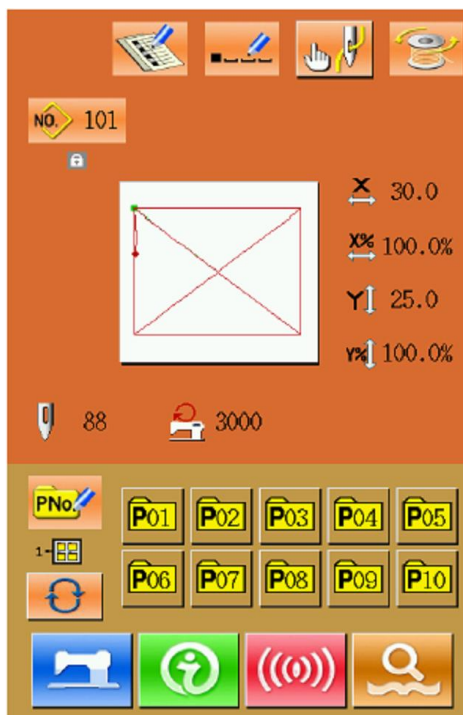 NO. 101
X 30.0
X% 100.0%
Y 25.0
Y% 100.0%
88 3000
PNo.
P01 P02 P03 P04 P05
1-
P06 P07 P08 P09 P10